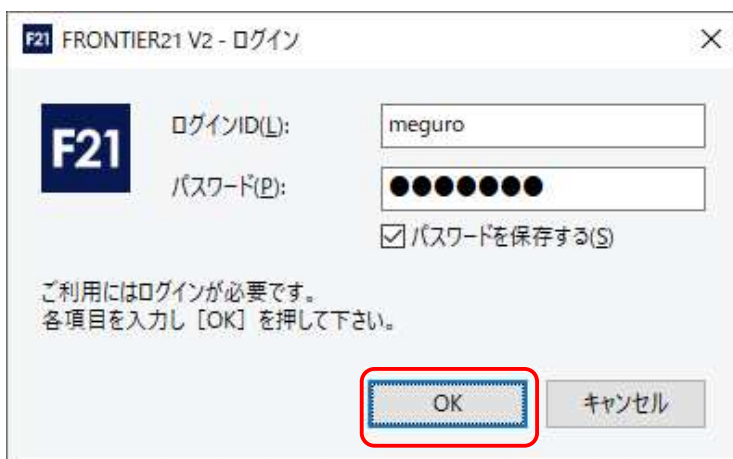 F21 FRONTIER21 V2 - ログイン
F21
ログインID(L):
meguro
パスワード(P):
●●●●●●●
パスワードを保存する(S)
ご利用にはログインが必要です。
各項目を入力し［OK］を押して下さい。
OK
キャンセル